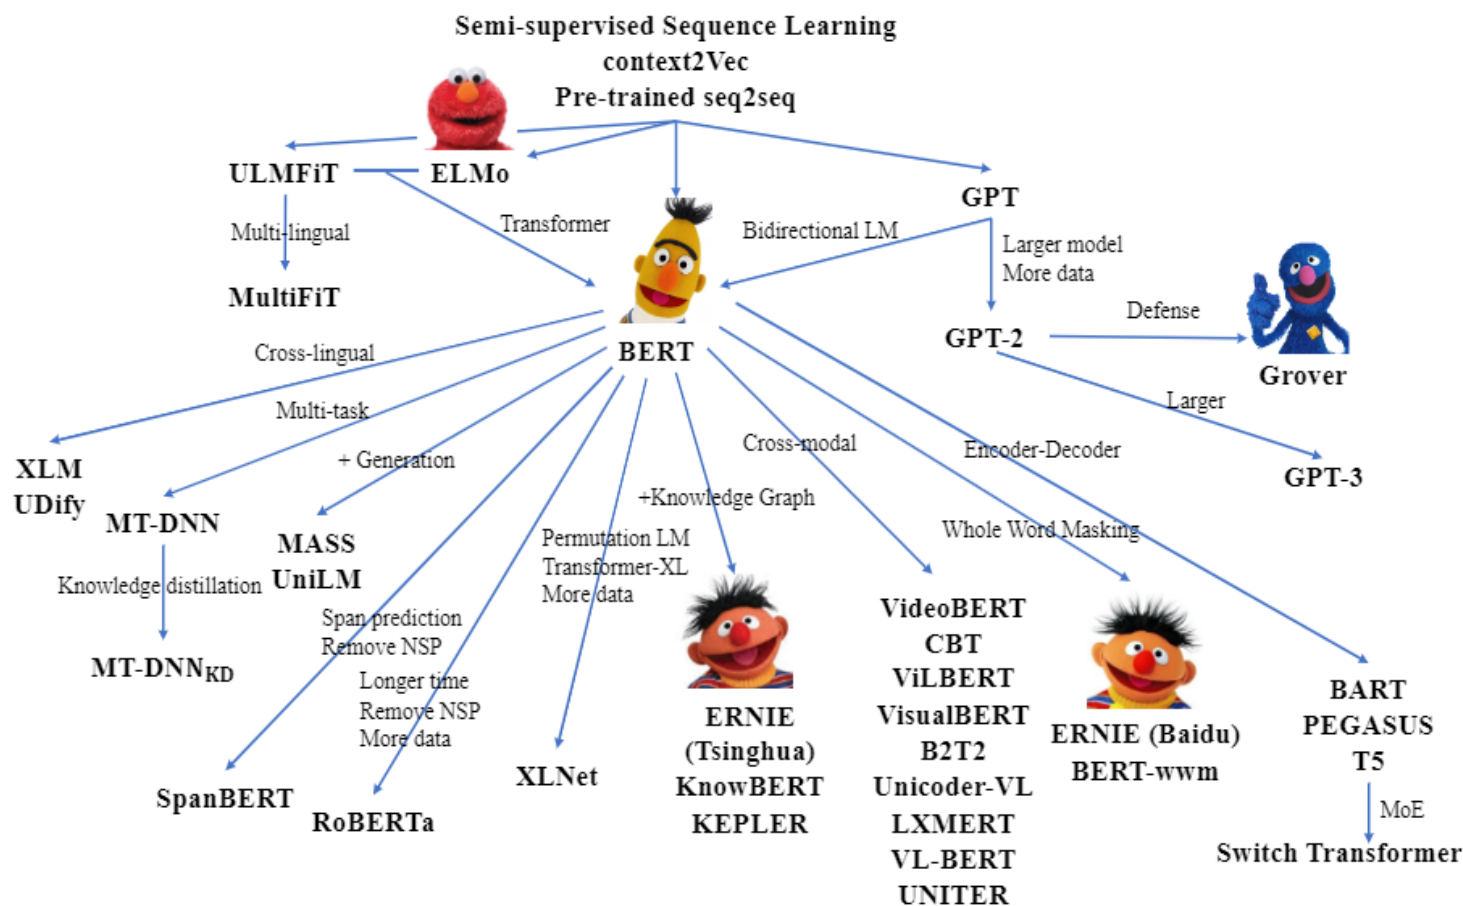 Semi-supervised Sequence Learning
context2Vec
Pre-trained seq2seq
ULMFiT
ELMo
GPT
Multi-lingual
Transformer
Bidirectional LM
Larger model
More data
MultiFiT
Defense
GPT-2
BERT
Grover
Cross-lingual
Multi-task
Larger
+ Generation
Cross-modal
Encoder-Decoder
GPT-3
XLM
UDify
+Knowledge Graph
MT-DNN
Whole Word Masking
MASS
UniLM
Permutation LM
Transformer-XL
More data
Knowledge distillation
Span prediction
Remove NSP
MT-DNNKD
Longer time
Remove NSP
More data
VideoBERT
CBT
ViLBERT
VisualBERT
B2T2
Unicoder-VL
LXMERT
VL-BERT
UNITER
ERNIE
(Tsinghua)
KnowBERT
KEPLER
ERNIE (Baidu)
BERT-wwm
BART
PEGASUS
T5
XLNet
SpanBERT
RoBERTa
MoE
Switch Transformer